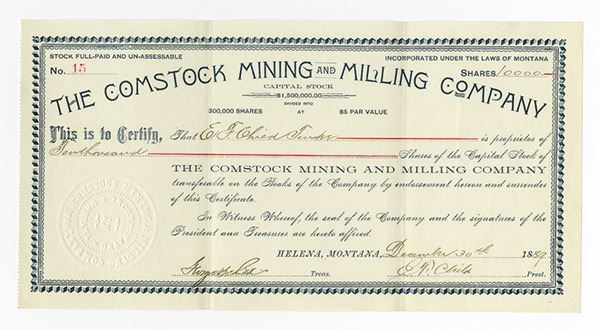 STOCK FULL-PAID AND UN-ASSESSABLE
INCORPORATED UNDER THE LAWS OF MONTANA
No. 15
SHARES 10000
THE COMSTOCK MINING AND MILLING COMPANY
CAPITAL STOCK
$1,500,000.00
DIVIDED INTO
300,000 SHARES AT $5 PAR VALUE
This is to Certify, That E. F. Child is proprietor of
Ten thousand Shares of the Capital Stock of
THE COMSTOCK MINING AND MILLING COMPANY
transferable on the Books of the Company by endorsement hereon and surrender
of this Certificate.
In Witness Whereof, the seal of the Company and the signatures of the
President and Treasurer are hereto affixed.
HELENA, MONTANA, December 30th 1889
Treas. Prest.